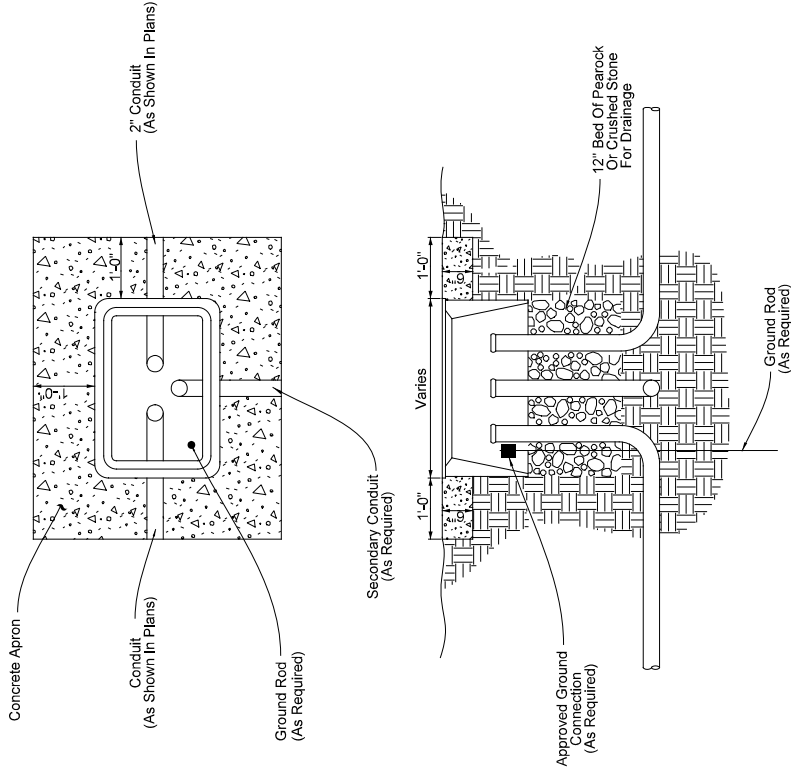 Concrete Apron
1'-0"
Conduit
(As Shown In Plans)
2" Conduit
(As Shown In Plans)
1'-0"
Ground Rod
(As Required)
Secondary Conduit
(As Required)
1'-0"
Varies
1'-0"
Approved Ground
Connection
(As Required)
12" Bed Of Pearock
Or Crushed Stone
For Drainage
Ground Rod
(As Required)